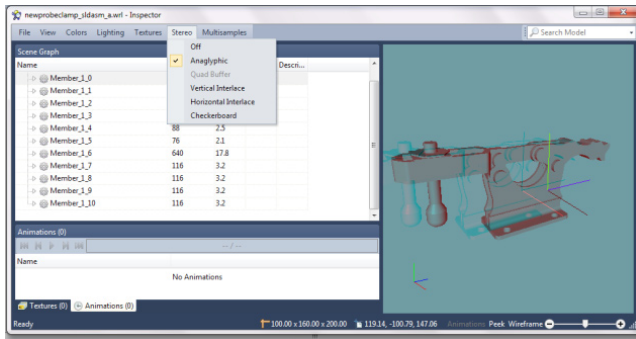 newprobeclamp_sldasm_a.wrl - Inspector
File View Colors Lighting Textures Stereo Multisamples Search Model
Off
Anaglyphic
Quad Buffer
Vertical Interlace
Horizontal Interlace
Checkerboard
Scene Graph
Name Descri...
Member_1_0
Member_1_1
Member_1_2
Member_1_3
Member_1_4 88 2.5
Member_1_5 76 2.1
Member_1_6 640 17.8
Member_1_7 116 3.2
Member_1_8 116 3.2
Member_1_9 116 3.2
Member_1_10 116 3.2
Animations (0)
-- / --
Name
No Animations
Textures (0) Animations (0)
Ready 100.00 x 160.00 x 200.00 119.14, -100.79, 147.06 Animations Peek Wireframe